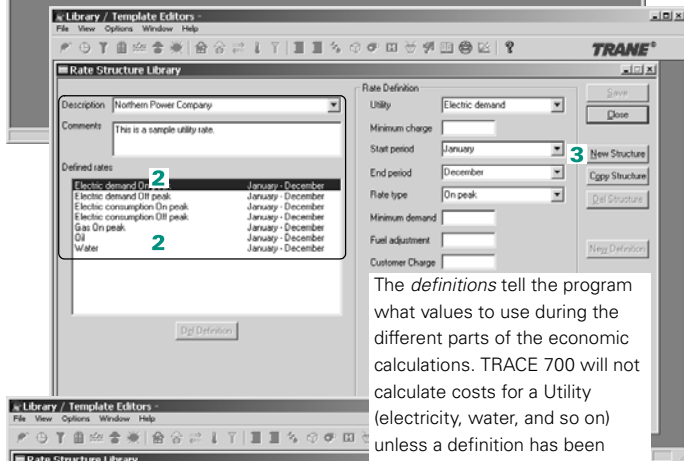 Library / Template Editors -
File View Options Window Help
TRANE®
Rate Structure Library
Description Northern Power Company
Comments This is a sample utility rate.
Defined rates
Electric demand On peak January - December
2
Electric demand Off peak January - December
Electric consumption On peak January - December
Electric consumption Off peak January - December
Gas On peak January - December
Oil January - December
2
Water January - December
Del Definition
Rate Definition
Utility Electric demand
Minimum charge
Start period January
End period December
Rate type On peak
Minimum demand
Fuel adjustment
Customer Charge
Save
Close
3
New Structure
Copy Structure
Del Structure
New Definition
The definitions tell the program
what values to use during the
different parts of the economic
calculations. TRACE 700 will not
calculate costs for a Utility
(electricity, water, and so on)
unless a definition has been
Library / Template Editors -
File View Options Window Help
Rate Structure Library